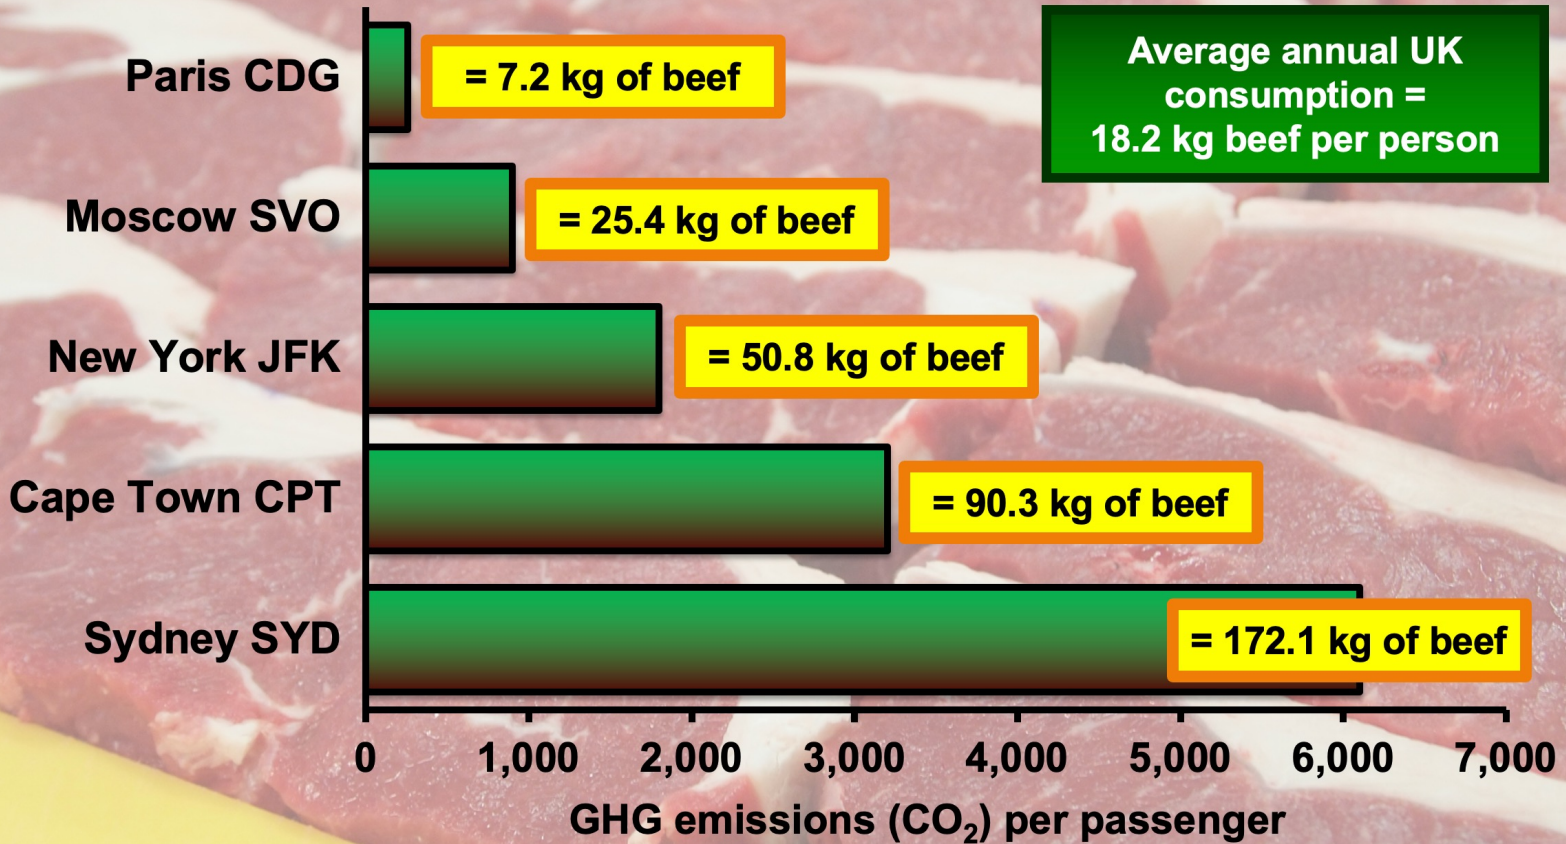 Paris CDG
= 7.2 kg of beef
Average annual UK
consumption =
18.2 kg beef per person
Moscow SVO
= 25.4 kg of beef
New York JFK
= 50.8 kg of beef
Cape Town CPT
= 90.3 kg of beef
Sydney SYD
= 172.1 kg of beef
0 1,000 2,000 3,000 4,000 5,000 6,000 7,000
GHG emissions (CO₂) per passenger